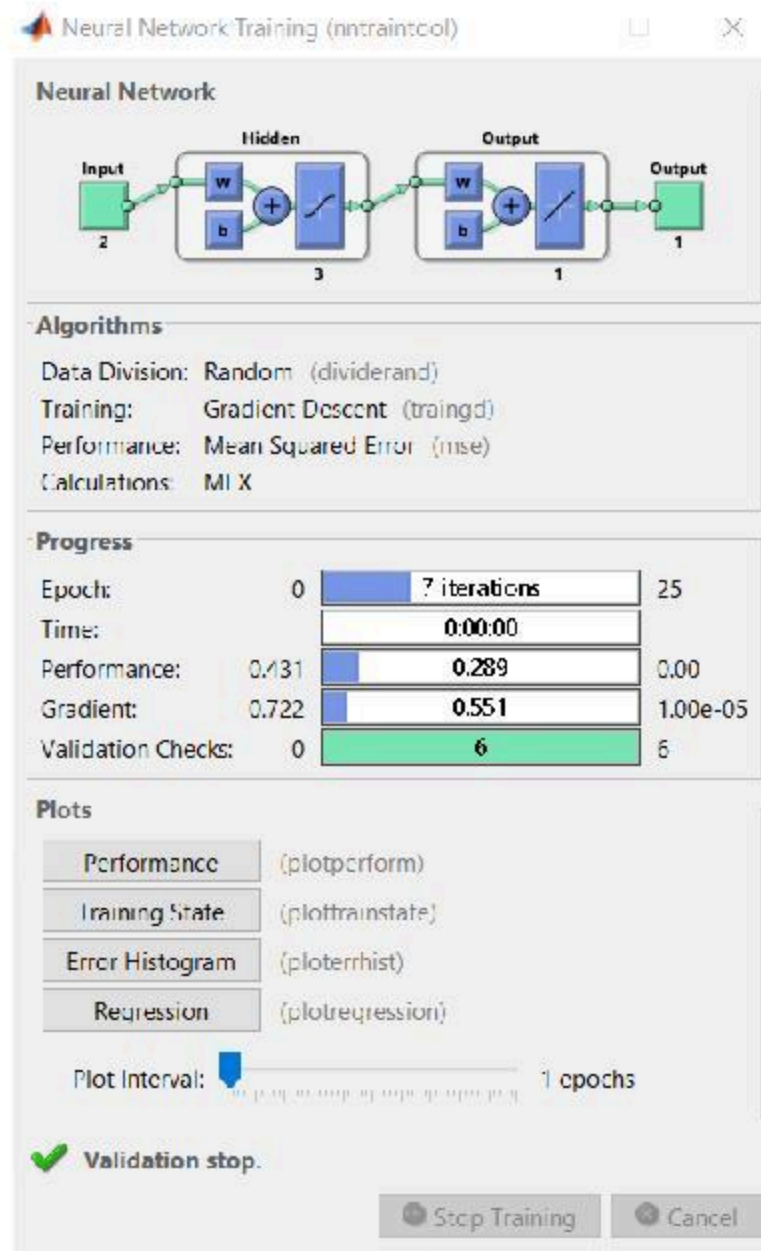 Neural Network Training (nntraintool)
Neural Network
Hidden Output
Input Output
W W
b b
2 3 1 1
Algorithms
Data Division: Random (dividerand)
Training: Gradient Descent (traingd)
Performance: Mean Squared Error (mse)
Calculations: MEX
Progress
Epoch: 0 7 iterations 25
Time: 0:00:00
Performance: 0.431 0.289 0.00
Gradient: 0.722 0.551 1.00e-05
Validation Checks: 0 6 6
Plots
Performance (plotperform)
Training State (plottrainstate)
Error Histogram (ploterrhist)
Regression (plotregression)
Plot Interval: 1 epochs
Validation stop.
Stop Training Cancel